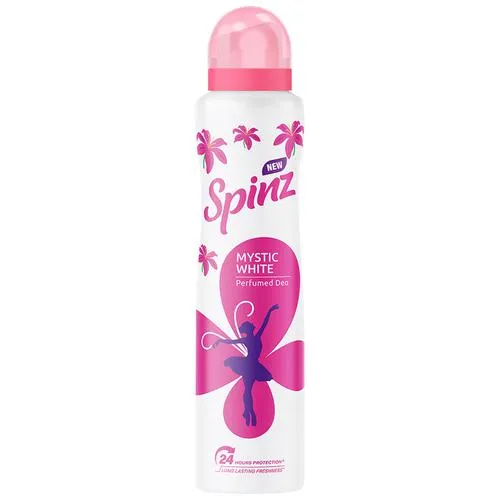 NEW
Spinz
MYSTIC
WHITE
Perfumed Deo
24 HOURS PROTECTION*
LONG LASTING FRESHNESS**